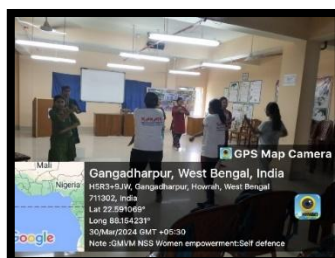 GPS Map Camera
Mali
Nigeria
Google
Gangadharpur, West Bengal, India
H5R3+9JW, Gangadharpur, Howrah, West Bengal
711302, India
Lat 22.591069°
Long 88.154231°
30/Mar/2024 GMT +05:30
Note :GMVM NSS Women empowerment:Self defence